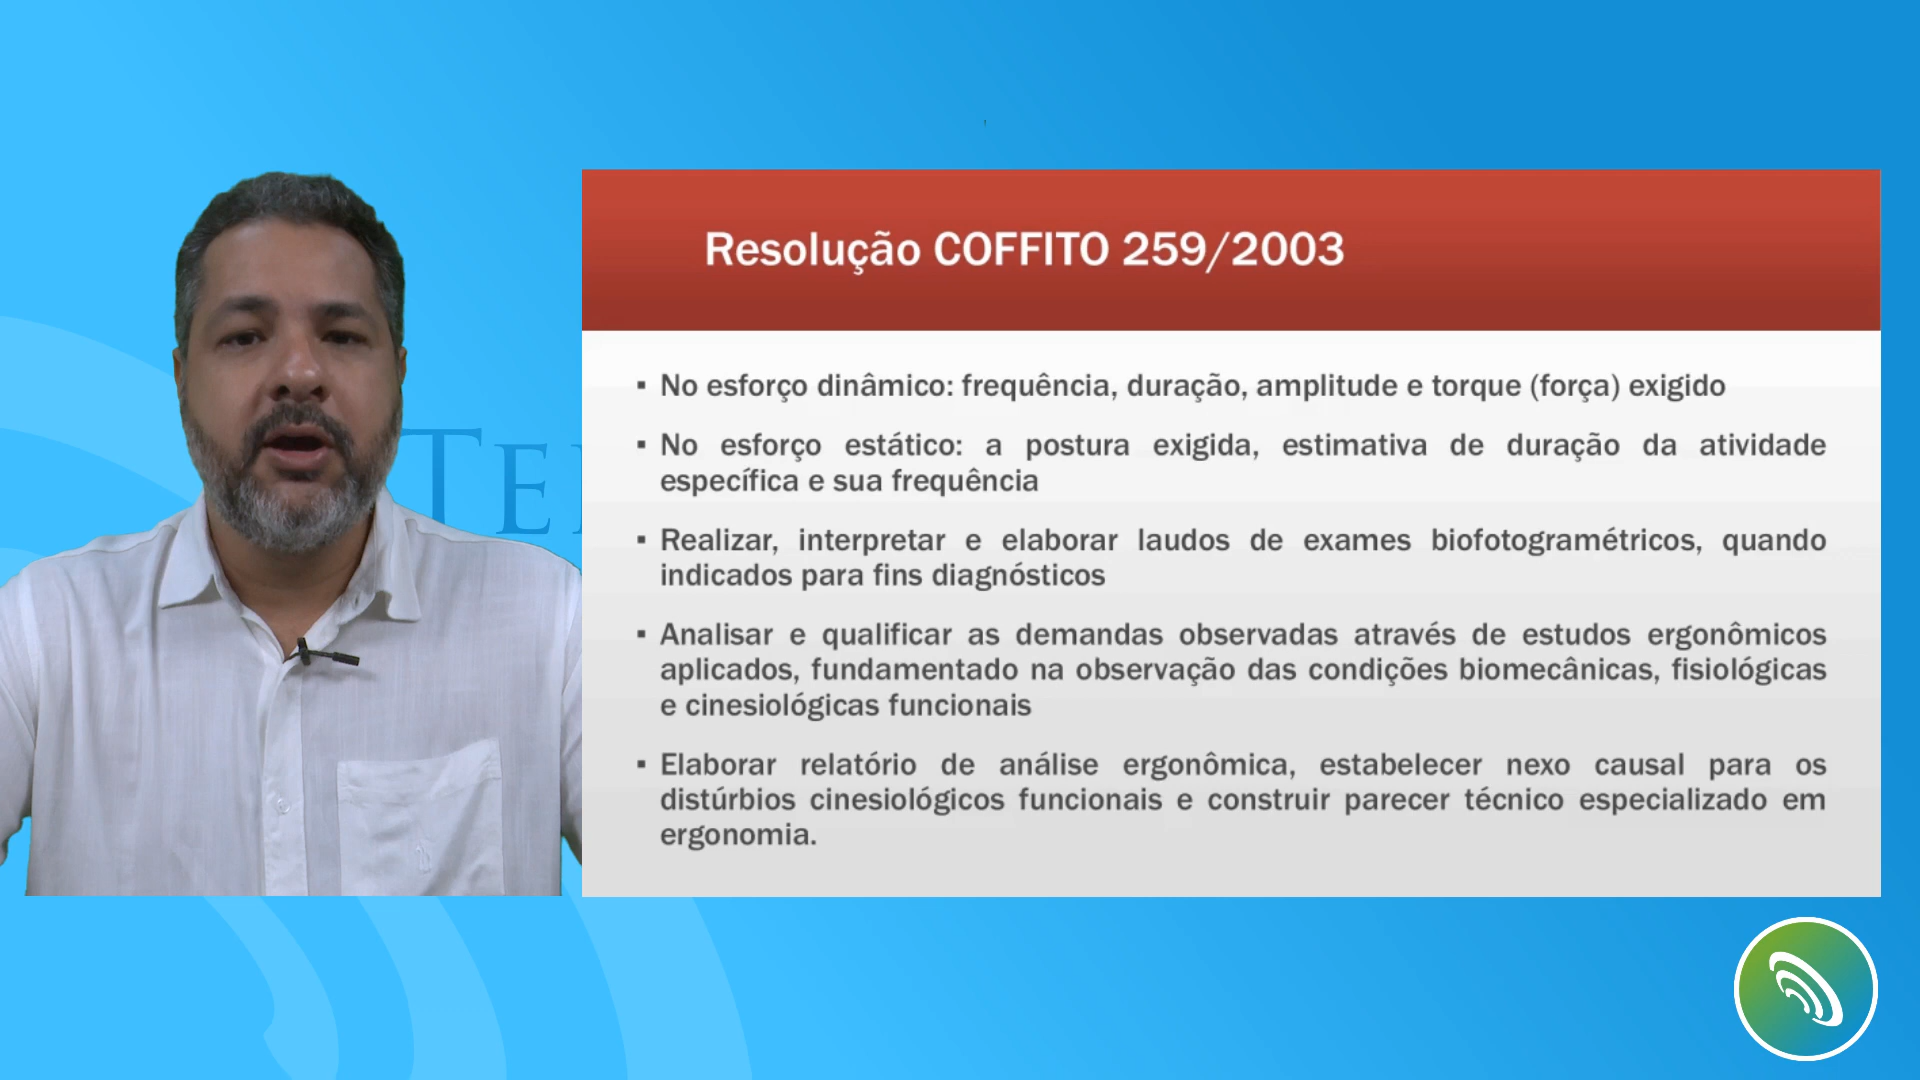 Resolução COFFITO 259/2003
▪ No esforço dinâmico: frequência, duração, amplitude e torque (força) exigido
▪ No esforço estático: a postura exigida, estimativa de duração da atividade
específica e sua frequência
▪ Realizar, interpretar e elaborar laudos de exames biofotogramétricos, quando
indicados para fins diagnósticos
▪ Analisar e qualificar as demandas observadas através de estudos ergonômicos
aplicados, fundamentado na observação das condições biomecânicas, fisiológicas
e cinesiológicas funcionais
▪ Elaborar relatório de análise ergonômica, estabelecer nexo causal para os
distúrbios cinesiológicos funcionais e construir parecer técnico especializado em
ergonomia.